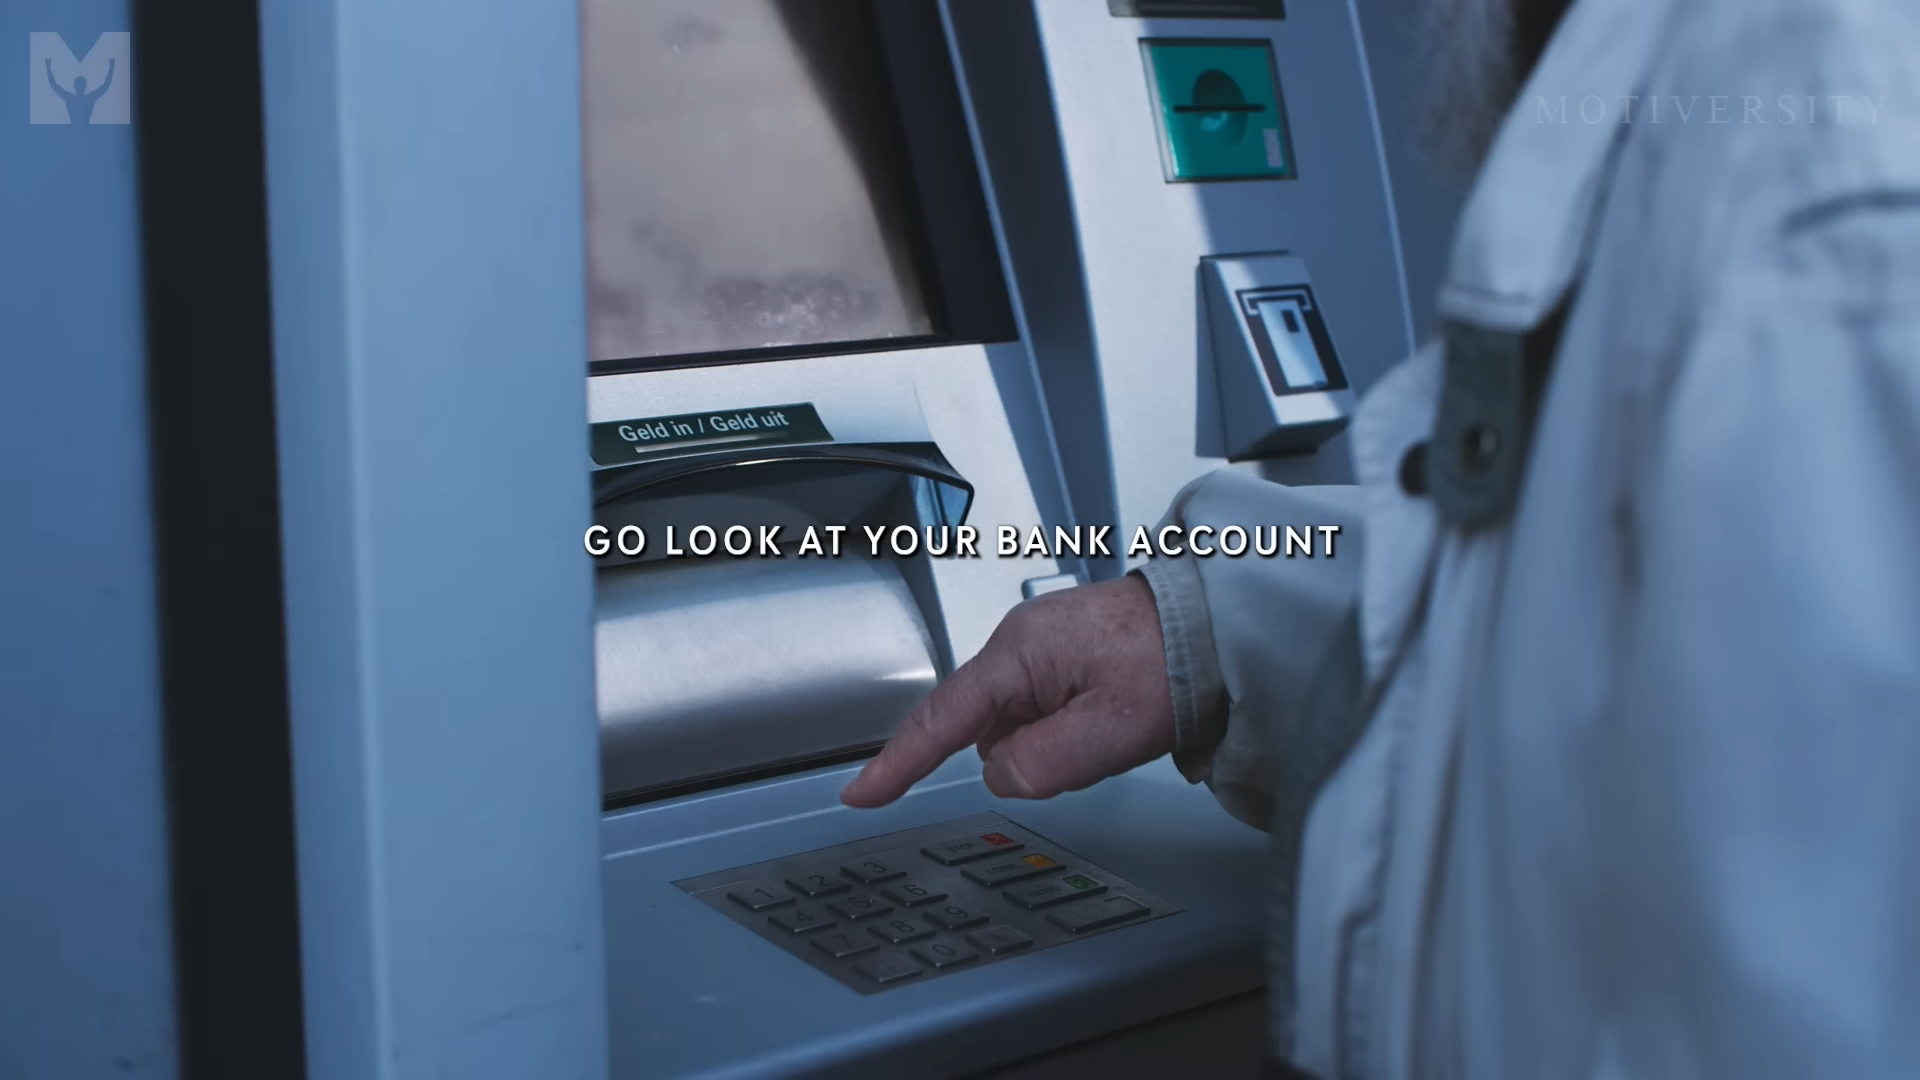 MOTIVERSITY
Geld in / Geld uit
GO LOOK AT YOUR BANK ACCOUNT
STOP
1 2 3
4 5 6
7 8 9
0